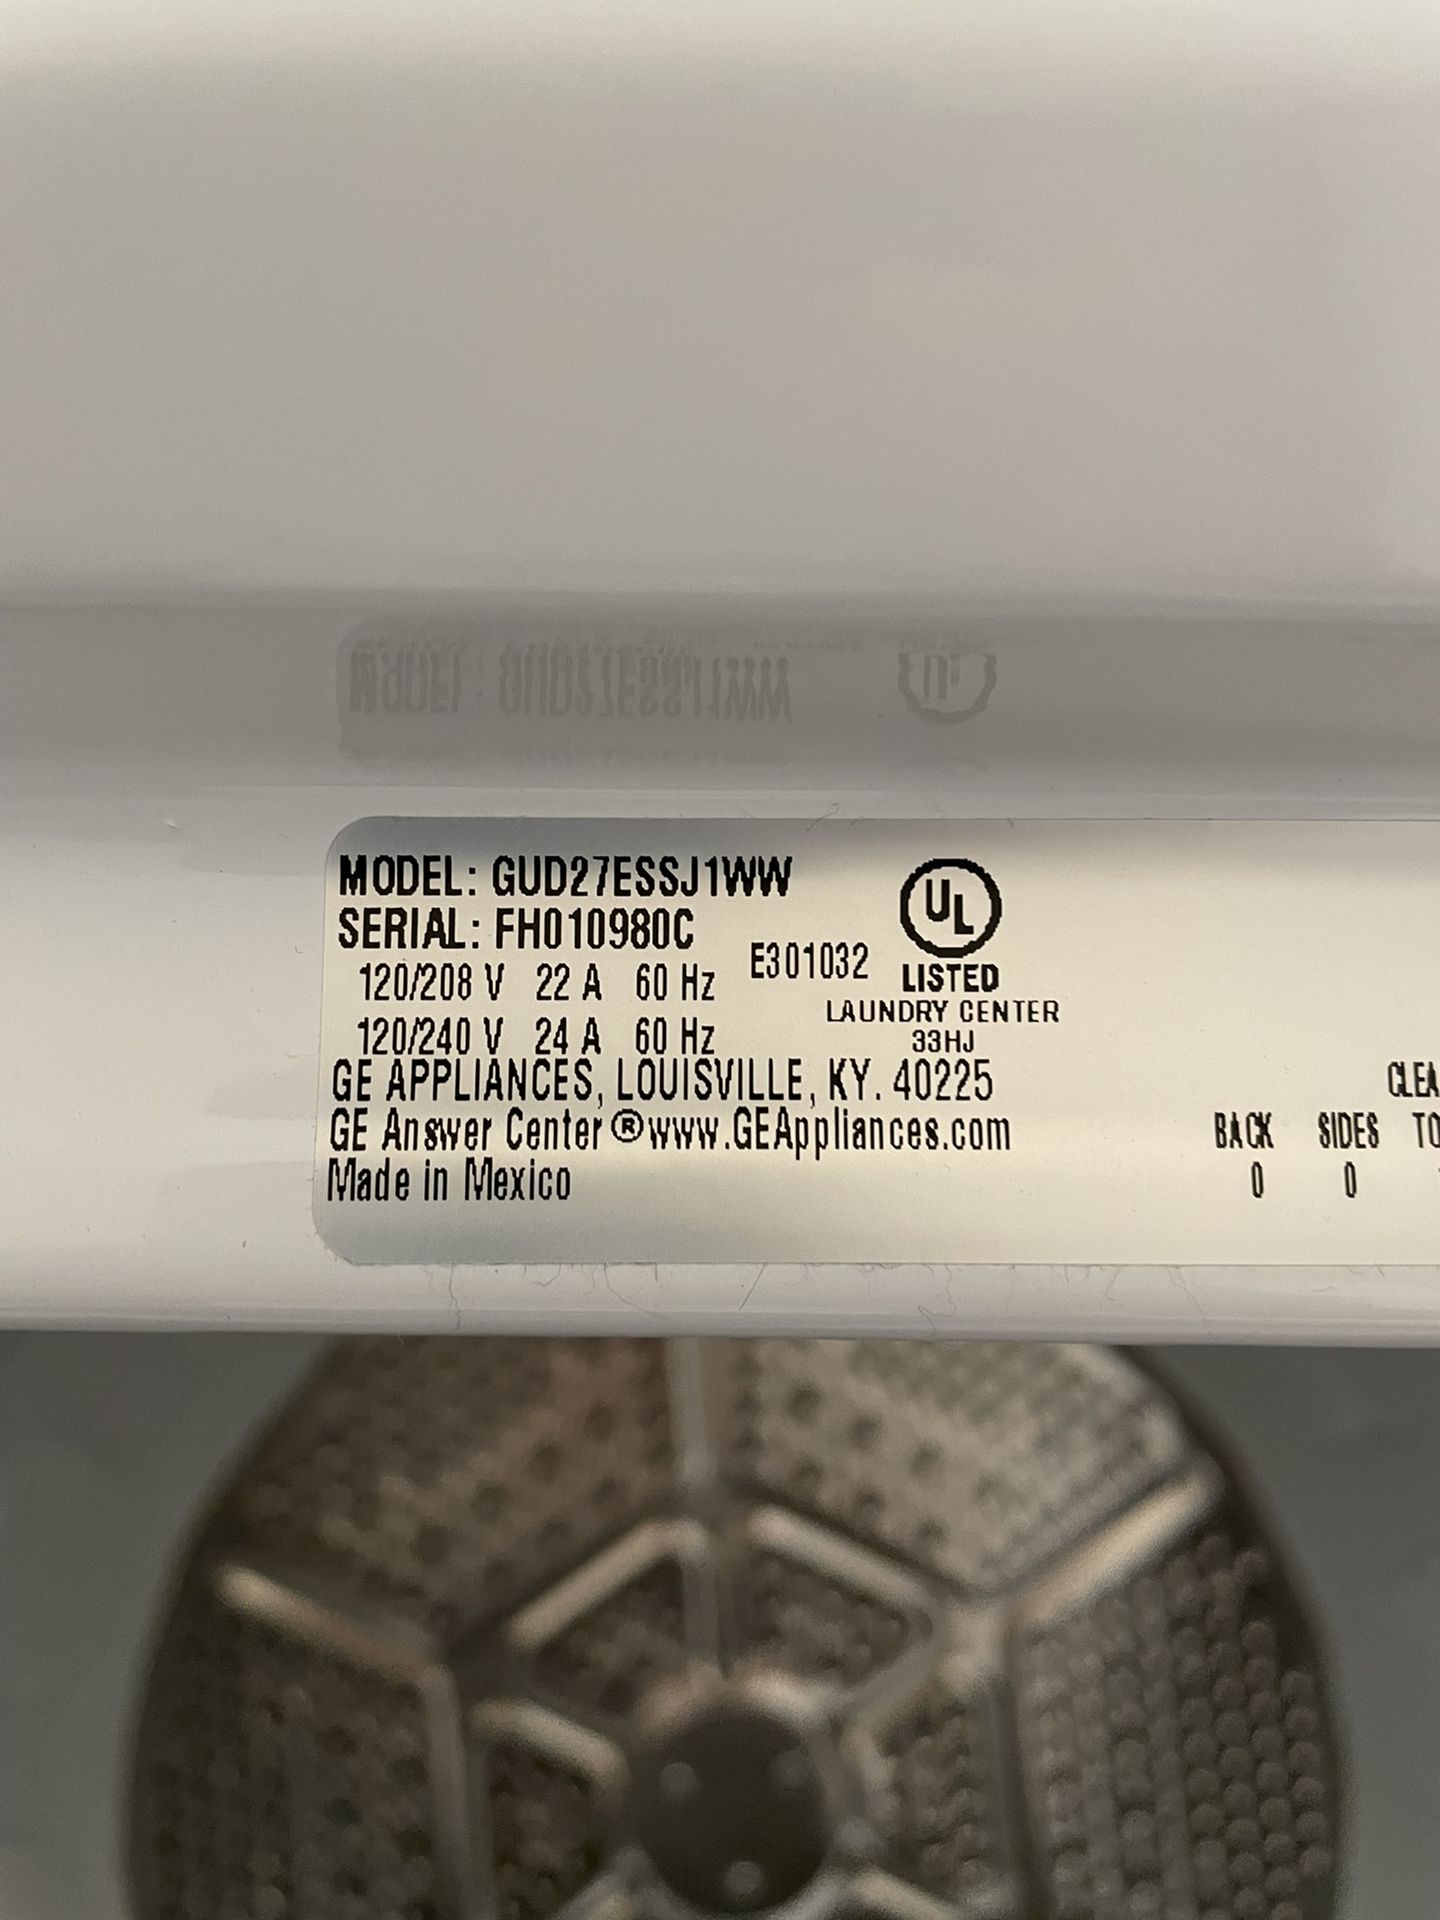 MODEL: GUD27ESSJ1WW
SERIAL: FH010980C
120/208 V 22 A 60 Hz
120/240 V 24 A 60 Hz
E301032
UL
LISTED
LAUNDRY CENTER
33HJ
GE APPLIANCES, LOUISVILLE, KY. 40225
GE Answer Center ® www.GEAppliances.com
Made in Mexico
BACK SIDES
0 0